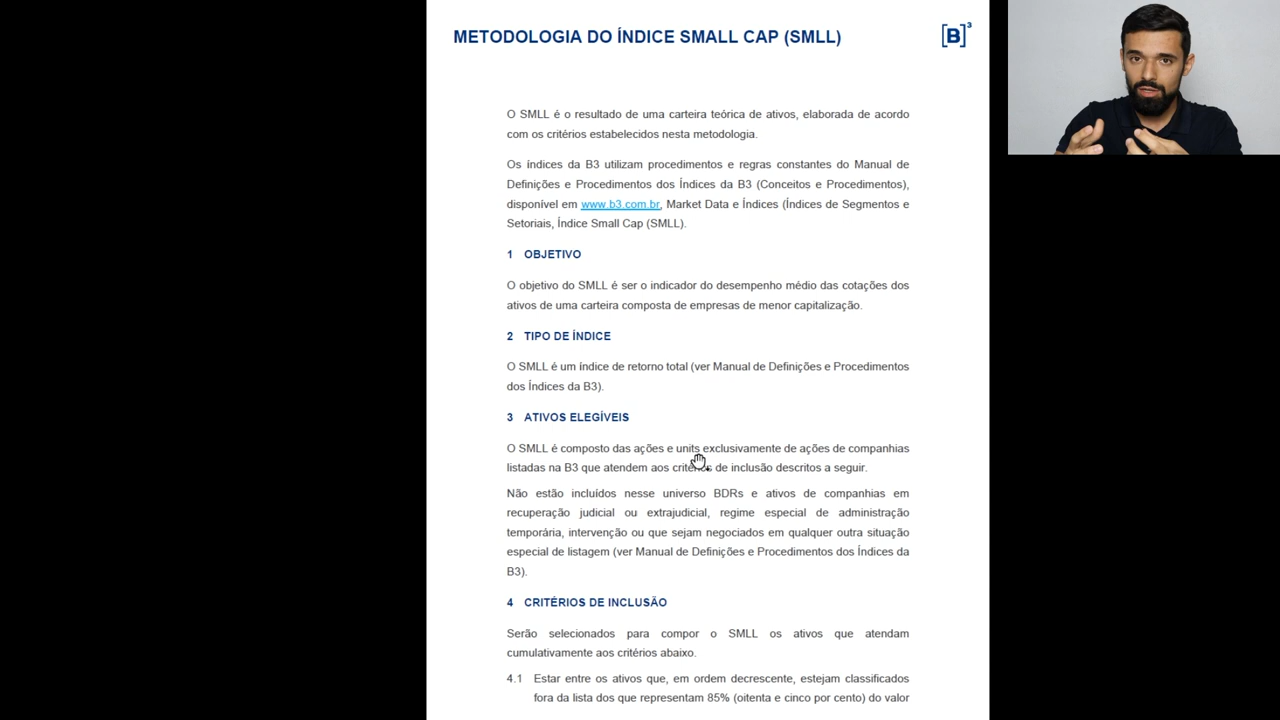 METODOLOGIA DO ÍNDICE SMALL CAP (SMLL)
[B]³
O SMLL é o resultado de uma carteira teórica de ativos, elaborada de acordo
com os critérios estabelecidos nesta metodologia.
Os índices da B3 utilizam procedimentos e regras constantes do Manual de
Definições e Procedimentos dos Índices da B3 (Conceitos e Procedimentos),
disponível em www.b3.com.br, Market Data e Índices (Índices de Segmentos e
Setoriais, Índice Small Cap (SMLL).
1 OBJETIVO
O objetivo do SMLL é ser o indicador do desempenho médio das cotações dos
ativos de uma carteira composta de empresas de menor capitalização.
2 TIPO DE ÍNDICE
O SMLL é um índice de retorno total (ver Manual de Definições e Procedimentos
dos Índices da B3).
3 ATIVOS ELEGÍVEIS
O SMLL é composto das ações e units exclusivamente de ações de companhias
listadas na B3 que atendem aos critérios de inclusão descritos a seguir.
Não estão incluídos nesse universo BDRs e ativos de companhias em
recuperação judicial ou extrajudicial, regime especial de administração
temporária, intervenção ou que sejam negociados em qualquer outra situação
especial de listagem (ver Manual de Definições e Procedimentos dos Índices da
B3).
4 CRITÉRIOS DE INCLUSÃO
Serão selecionados para compor o SMLL os ativos que atendam
cumulativamente aos critérios abaixo.
4.1 Estar entre os ativos que, em ordem decrescente, estejam classificados
fora da lista dos que representam 85% (oitenta e cinco por cento) do valor